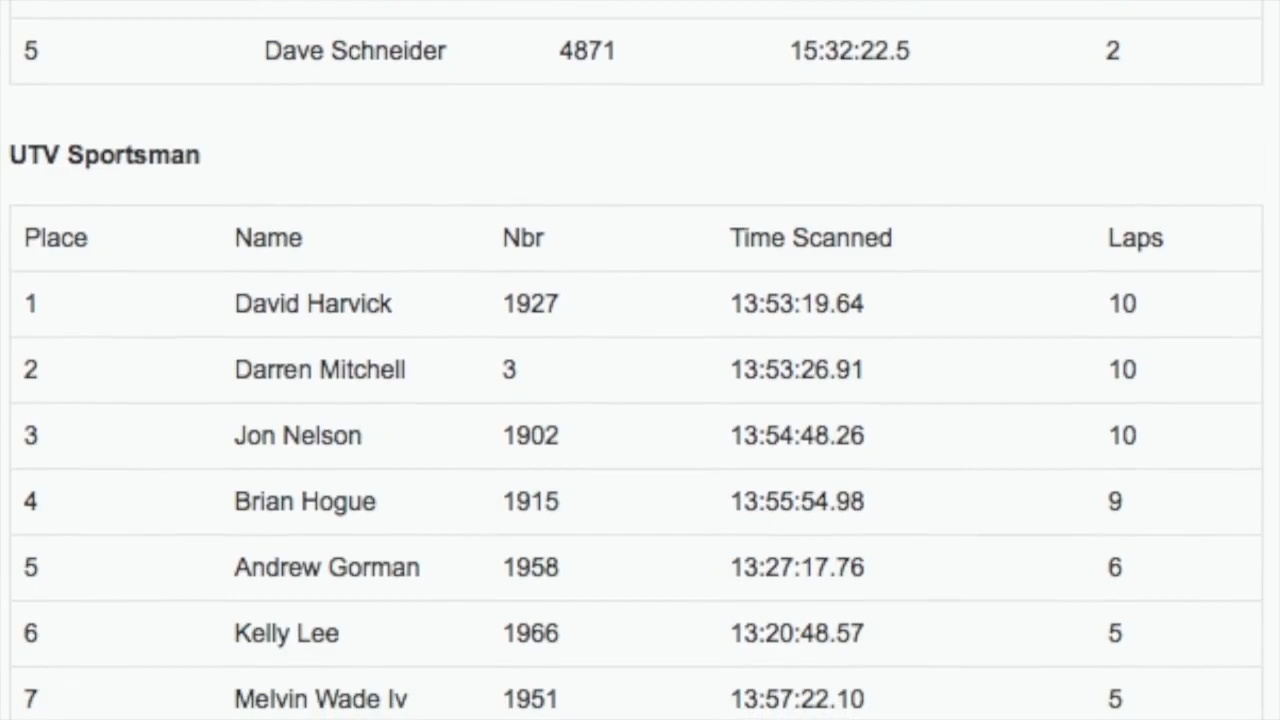 5 Dave Schneider 4871 15:32:22.5 2
UTV Sportsman
Place Name Nbr Time Scanned Laps
1 David Harvick 1927 13:53:19.64 10
2 Darren Mitchell 3 13:53:26.91 10
3 Jon Nelson 1902 13:54:48.26 10
4 Brian Hogue 1915 13:55:54.98 9
5 Andrew Gorman 1958 13:27:17.76 6
6 Kelly Lee 1966 13:20:48.57 5
7 Melvin Wade Iv 1951 13:57:22.10 5